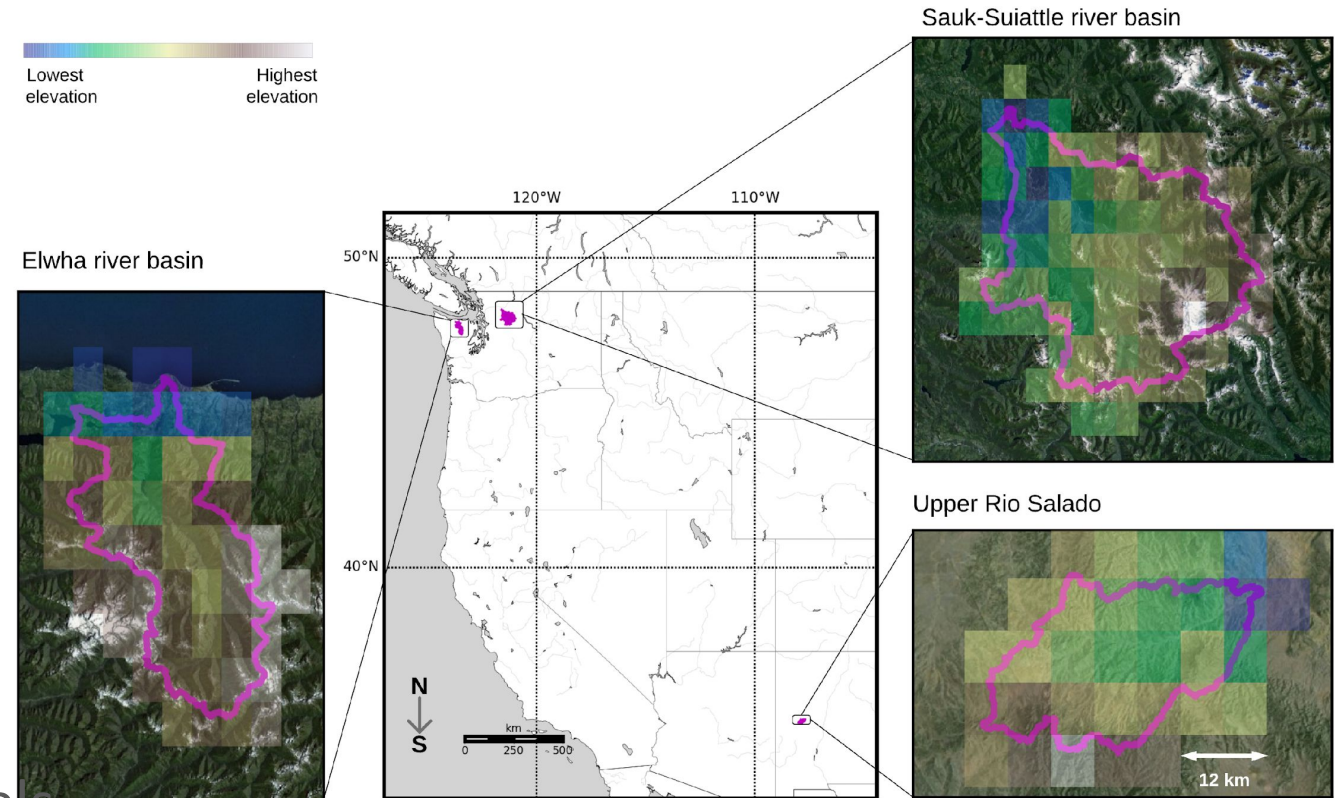 Sauk-Suiattle river basin
Lowest
elevation
Highest
elevation
120°W
110°W
50°N
Elwha river basin
Upper Rio Salado
40°N
N
S
km
0
250
500
12 km